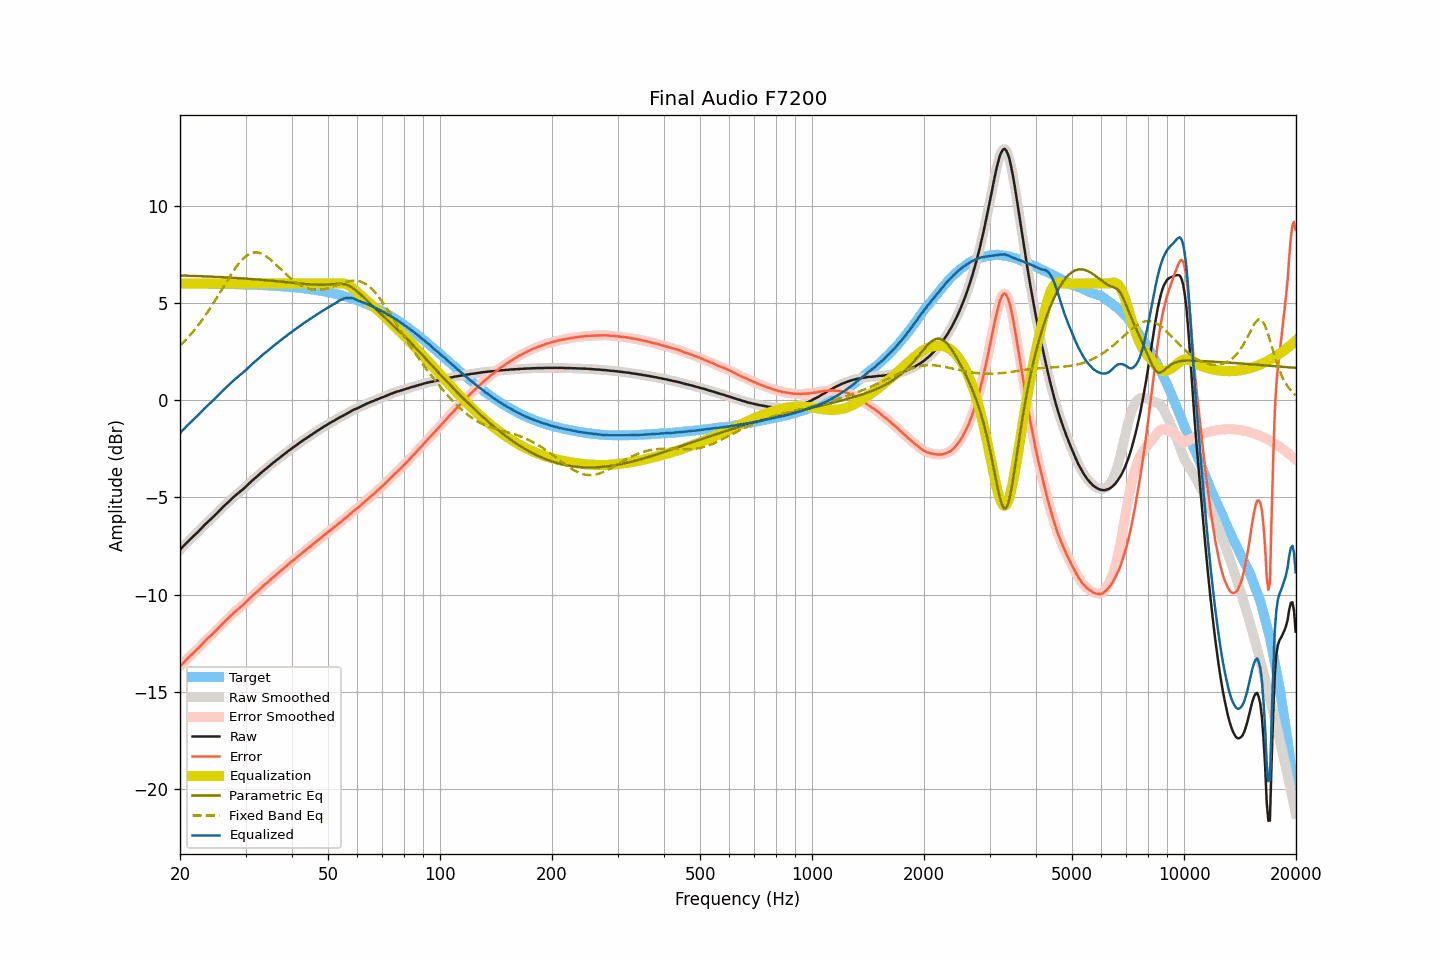 Final Audio F7200
10
5
0
−5
−10
−15
−20
Amplitude (dBr)
Target
Raw Smoothed
Error Smoothed
Raw
Error
Equalization
Parametric Eq
Fixed Band Eq
Equalized
20 50 100 200 500 1000 2000 5000 10000 20000
Frequency (Hz)